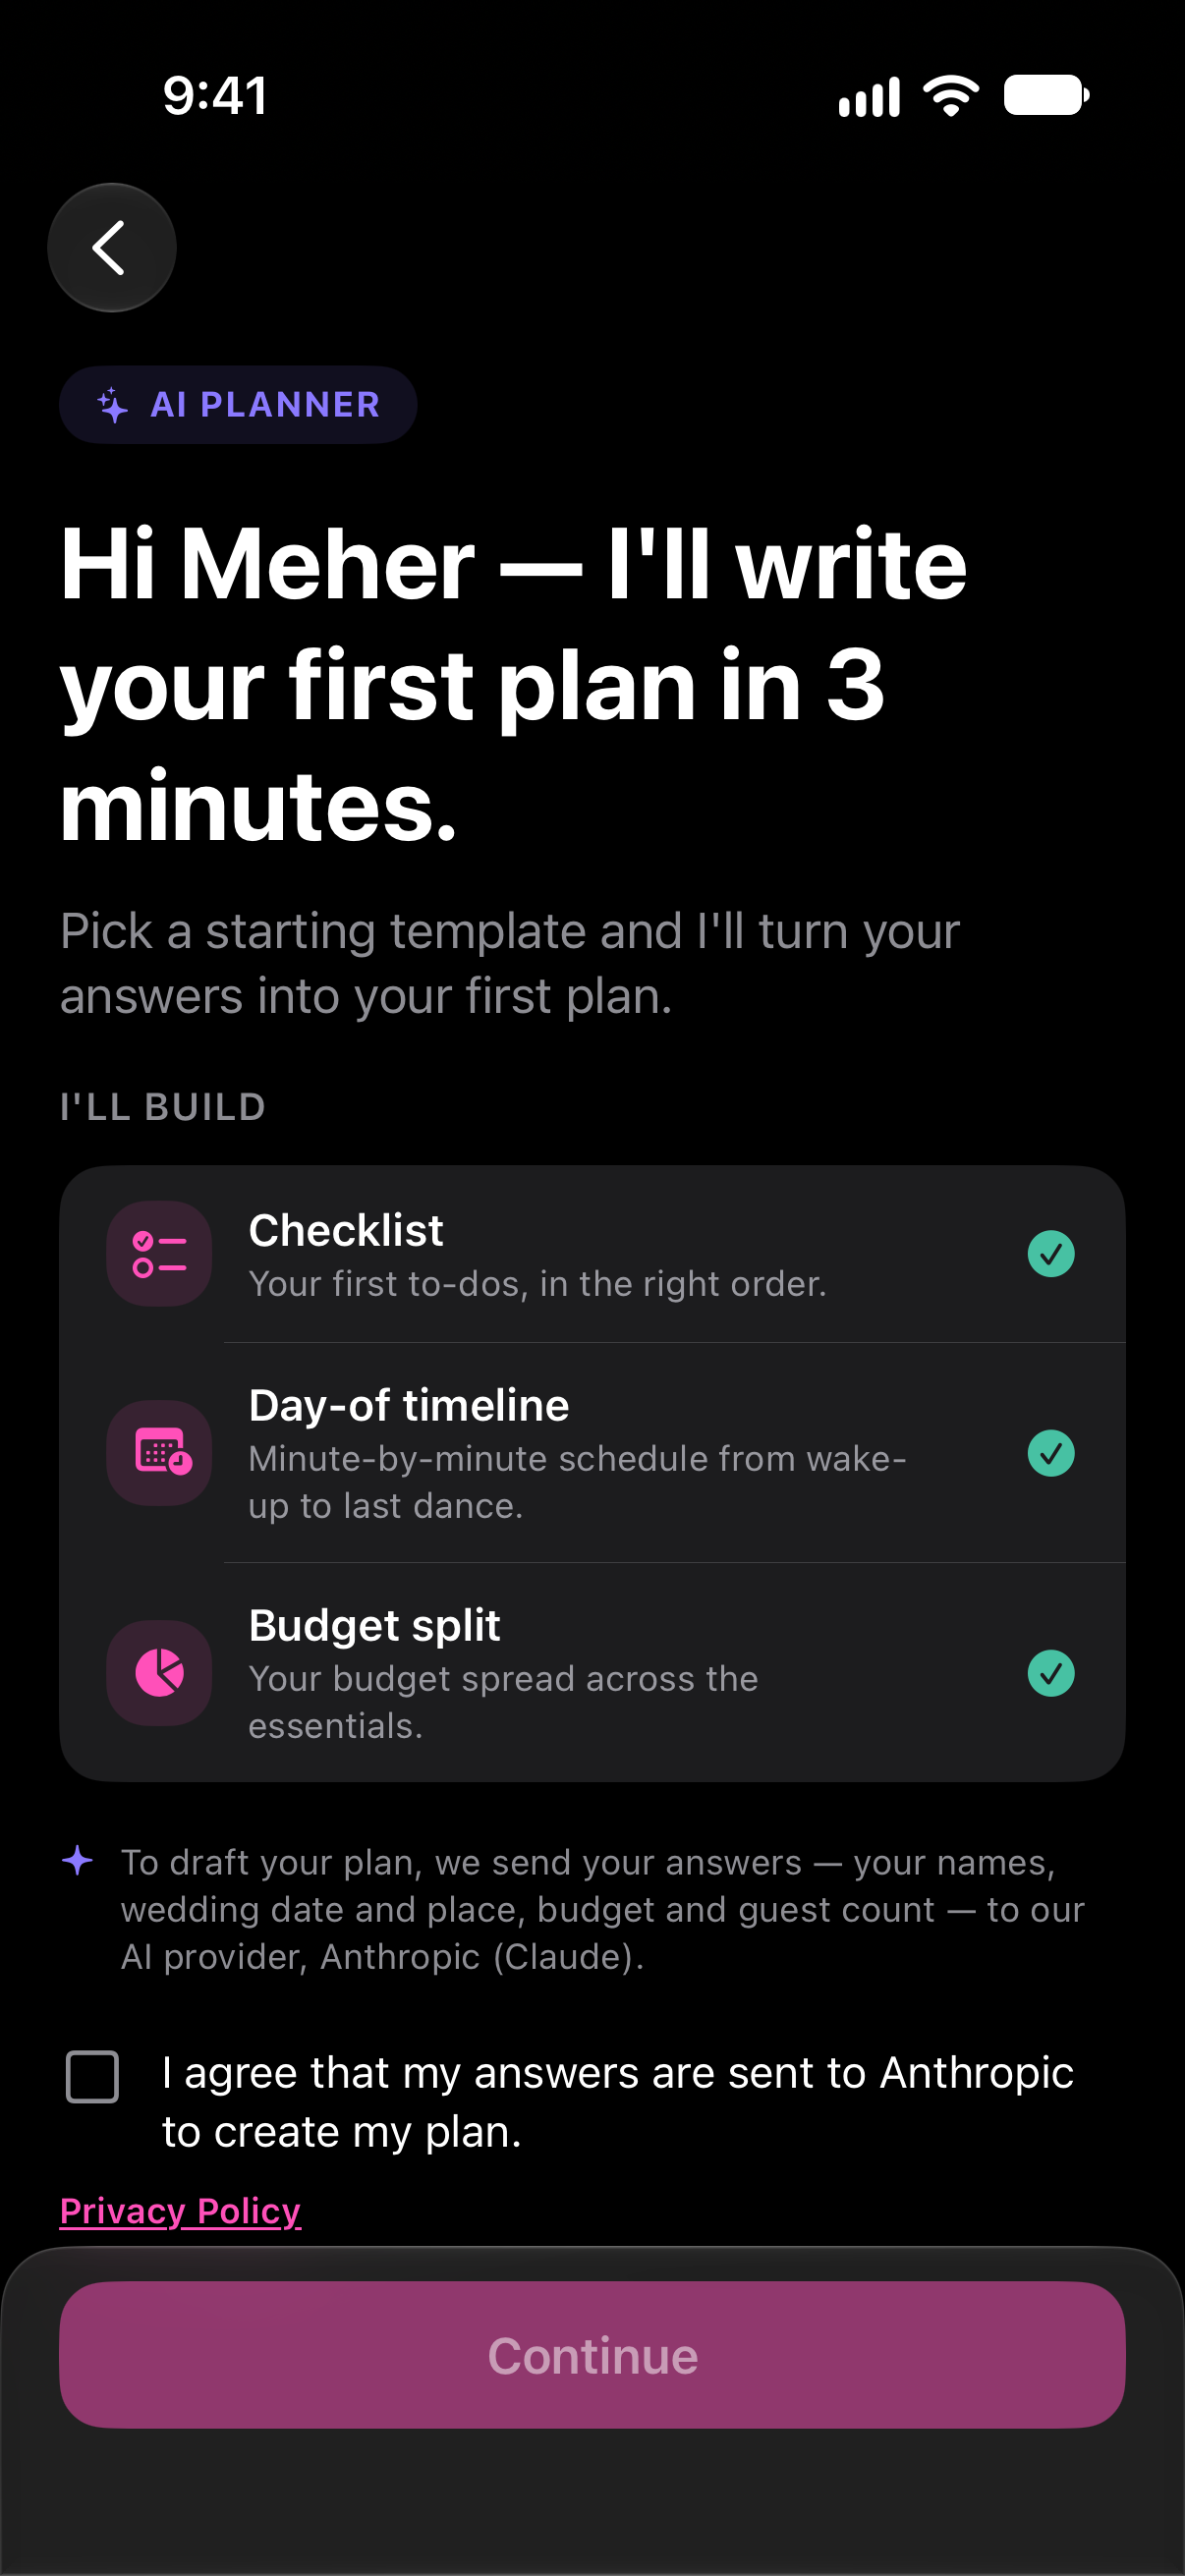 9:41
AI PLANNER
Hi Meher — I'll write
your first plan in 3
minutes.
Pick a starting template and I'll turn your
answers into your first plan.
I'LL BUILD
Checklist
Your first to-dos, in the right order.
Day-of timeline
Minute-by-minute schedule from wake-
up to last dance.
Budget split
Your budget spread across the
essentials.
To draft your plan, we send your answers — your names,
wedding date and place, budget and guest count — to our
AI provider, Anthropic (Claude).
I agree that my answers are sent to Anthropic
to create my plan.
Privacy Policy
Continue